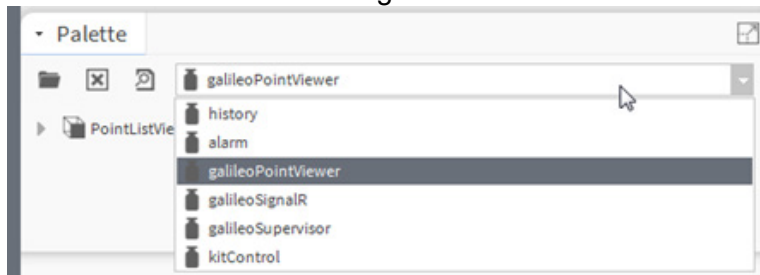 Palette
galileoPointViewer
history
PointListVie
alarm
galileoPointViewer
galileoSignalR
galileoSupervisor
kitControl